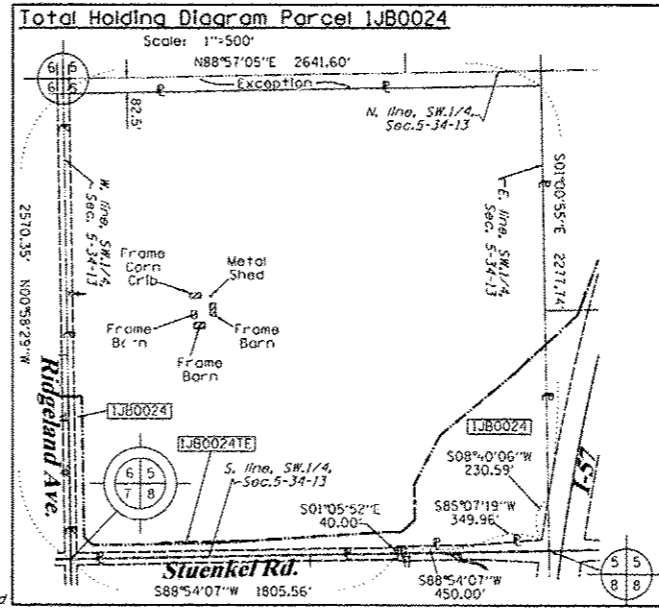 Total Holding Diagram Parcel 1JB0024
Scale: 1"=500'
N88°57'05"E 2641.60'
Exception
6 5
6 5
82.5'
N. line, SW.1/4,
Sec.5-34-13
W. line, SW.1/4,
Sec. 5-34-13
S01°00'55"E 2277.74'
E. line, SW.1/4,
Sec. 5-34-13
2570.35' N00°58'29"W
Frame
Corn
Crib
Metal
Shed
Frame
Barn
Frame
Barn
Frame
Barn
Ridgeland Ave.
1JB0024
1JB0024TE
1JB0024
6 5
7 8
S. line, SW.1/4,
Sec.5-34-13
S08°40'06"W
230.59'
I-57
S01°05'52"E
40.00'
S85°07'19"W
349.96'
Stuenkel Rd.
S88°54'07"W 1805.56'
S88°54'07"W
450.00'
5 5
8 8